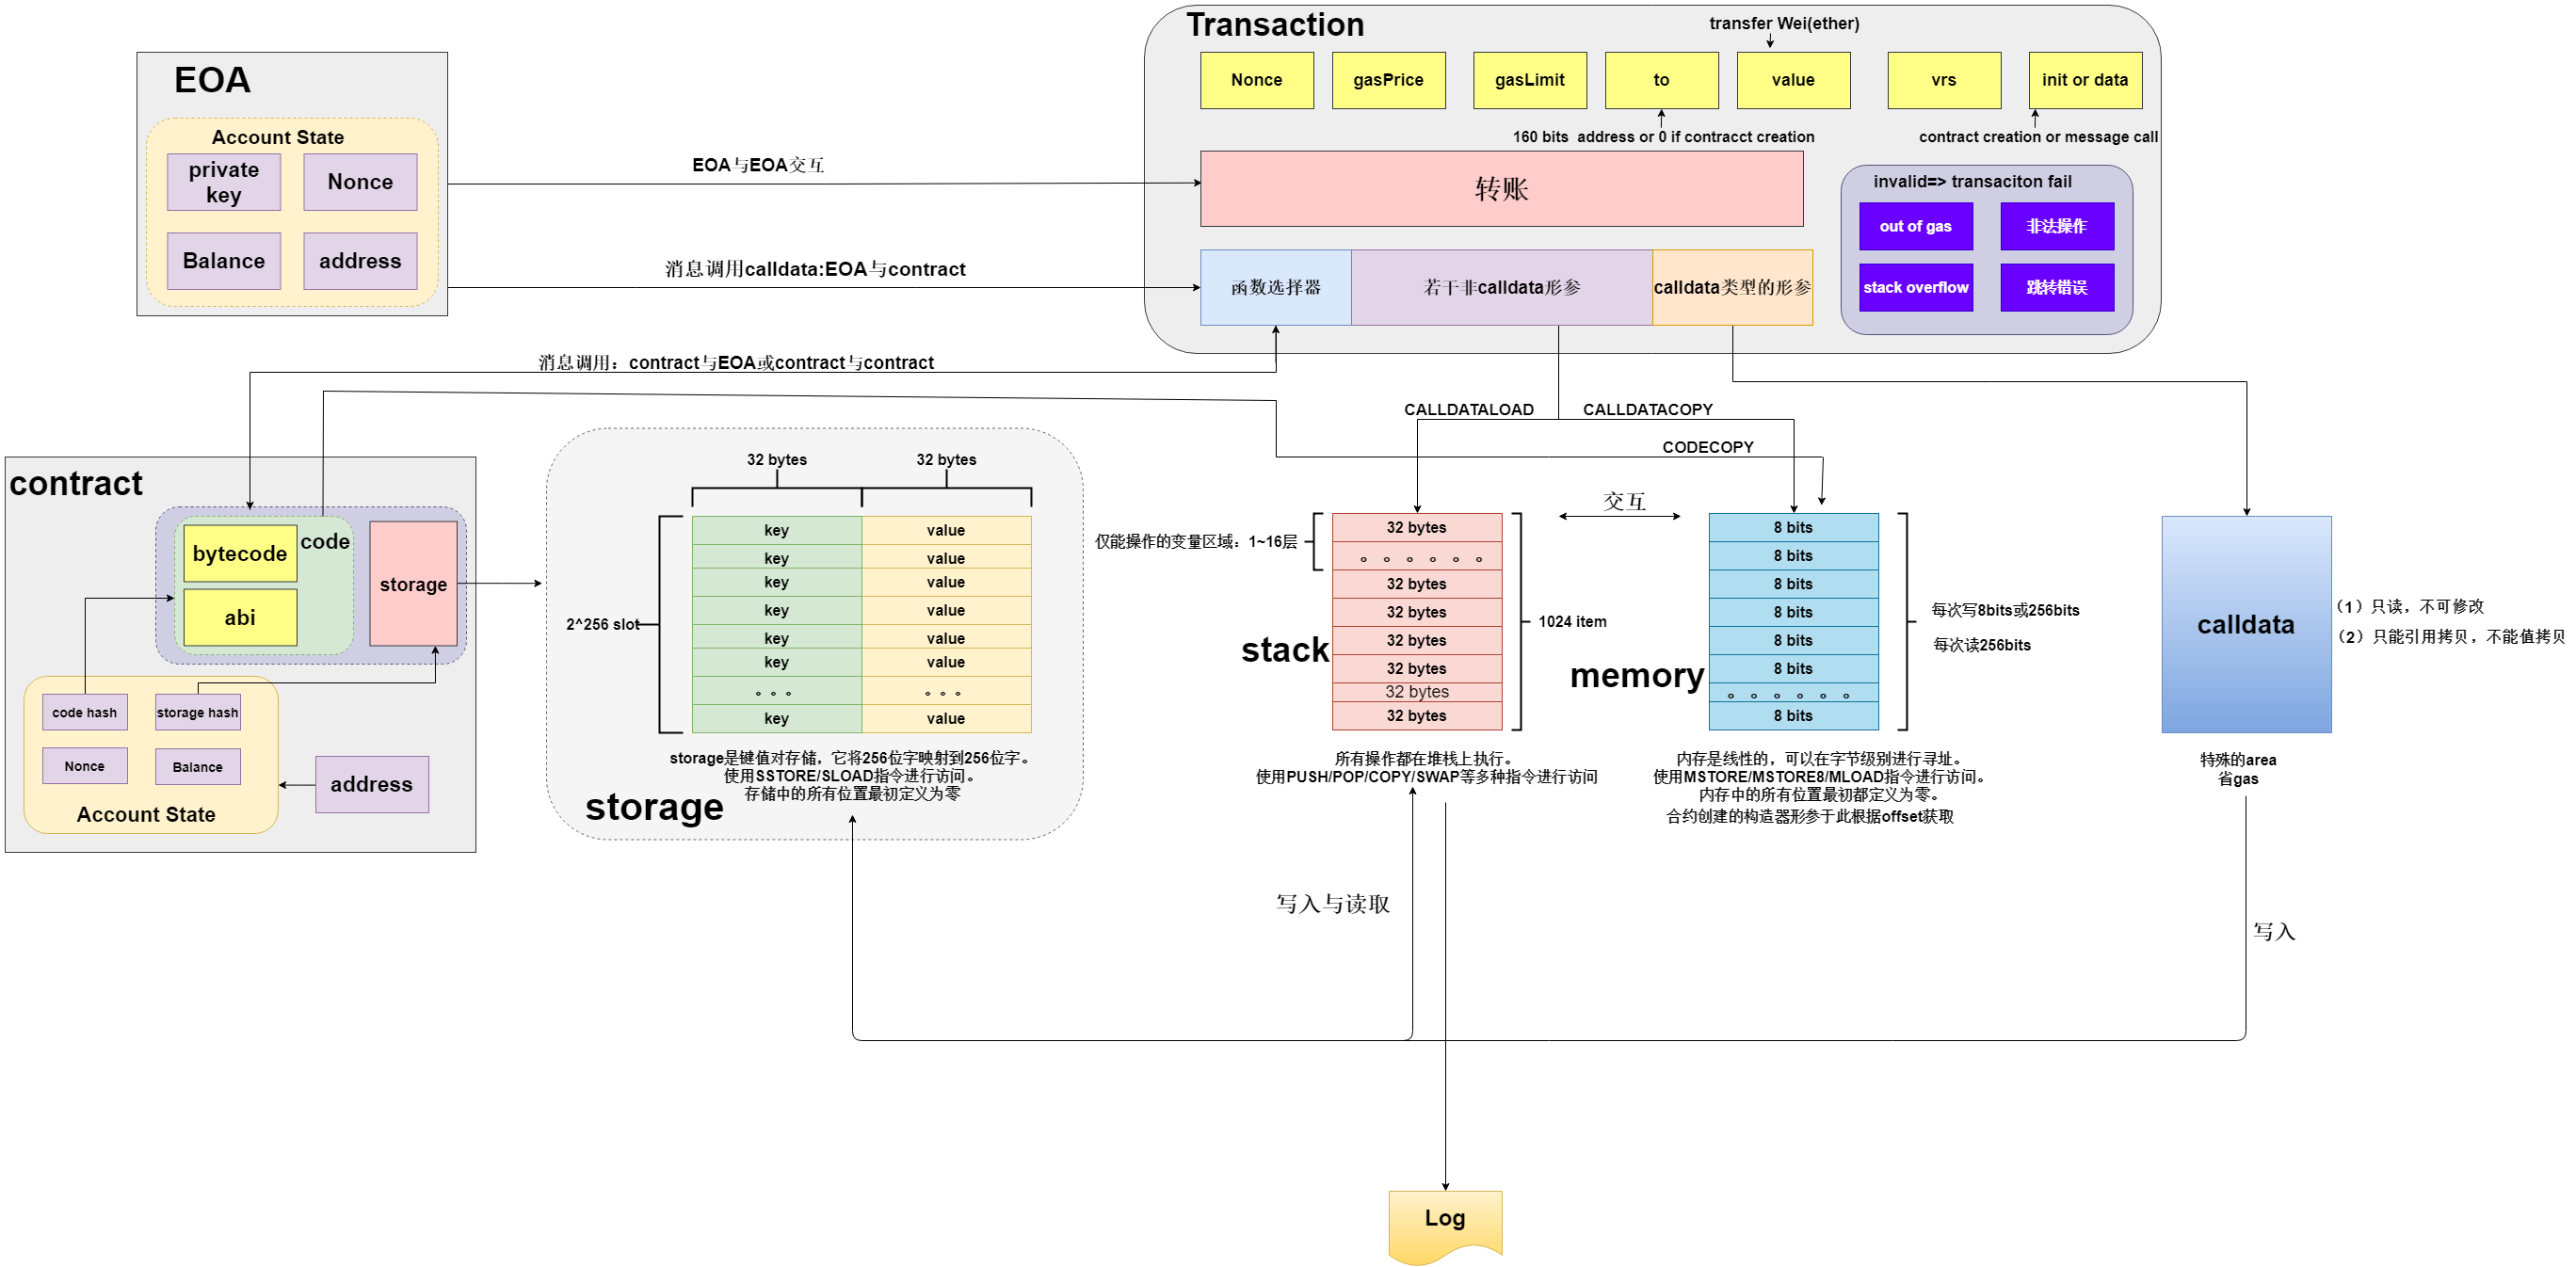 Transaction
transfer Wei(ether)
Nonce
gasPrice
gasLimit
to
value
vrs
init or data
160 bits  address or 0 if contracct creation
contract creation or message call
EOA
Account State
private
key
Nonce
Balance
address
EOA与EOA交互
转账
消息调用calldata:EOA与contract
函数选择器
若干非calldata形参
calldata类型的形参
invalid=> transaciton fail
out of gas
非法操作
stack overflow
跳转错误
消息调用：contract与EOA或contract与contract
CALLDATALOAD
CALLDATACOPY
CODECOPY
contract
bytecode
code
abi
storage
code hash
storage hash
Nonce
Balance
Account State
address
32 bytes
32 bytes
2^256 slot
key
value
key
value
key
value
key
value
key
value
key
value
。。。
。。。
key
value
storage是键值对存储，它将256位字映射到256位字。
使用SSTORE/SLOAD指令进行访问。
存储中的所有位置最初定义为零
storage
交互
仅能操作的变量区域：1~16层
32 bytes
。。。。。。
32 bytes
32 bytes
32 bytes
32 bytes
32 bytes
32 bytes
1024 item
stack
所有操作都在堆栈上执行。
使用PUSH/POP/COPY/SWAP等多种指令进行访问
8 bits
8 bits
8 bits
8 bits
8 bits
8 bits
。。。。。。
8 bits
memory
每次写8bits或256bits
每次读256bits
内存是线性的，可以在字节级别进行寻址。
使用MSTORE/MSTORE8/MLOAD指令进行访问。
内存中的所有位置最初都定义为零。
合约创建的构造器形参于此根据offset获取
calldata
（1）只读，不可修改
（2）只能引用拷贝，不能值拷贝
特殊的area
省gas
写入与读取
写入
Log